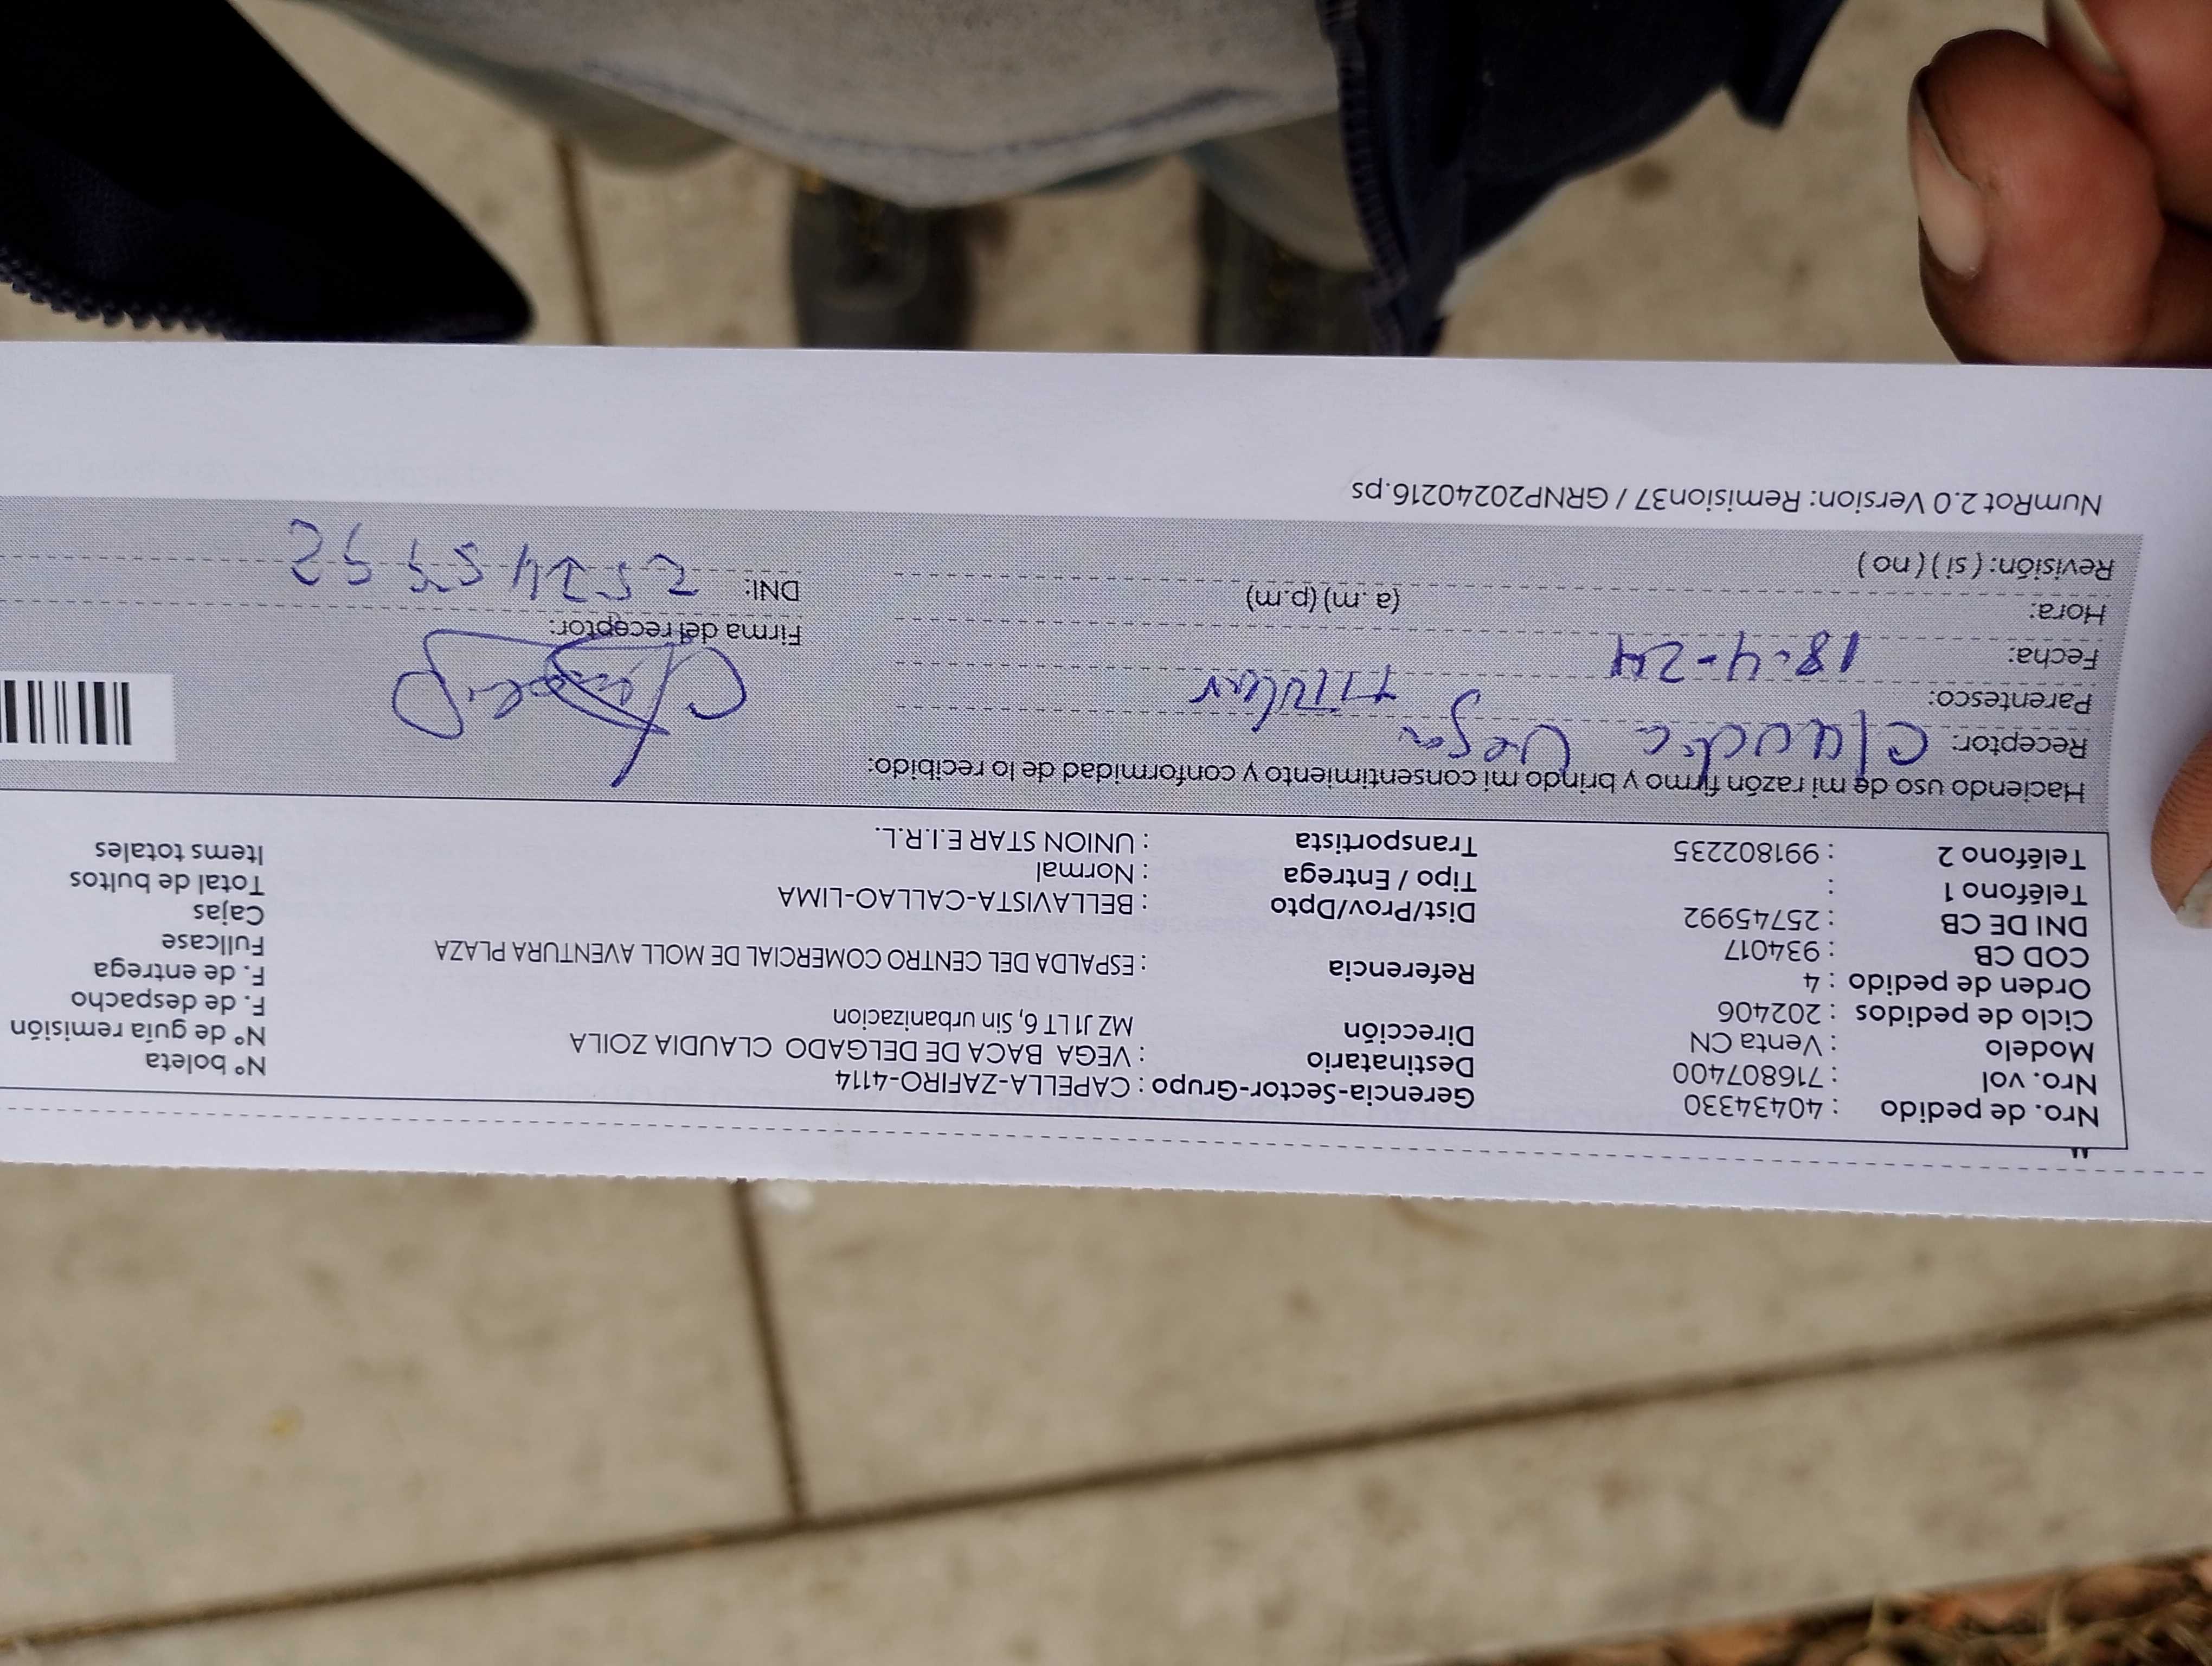 Nro. de pedido : 40434330 Gerencia-Sector-Grupo : CAPELLA-ZAFIRO-4114 N° boleta
Nro. vol : 716807400 Destinatario : VEGA BACA DE DELGADO CLAUDIA ZOILA N° de guía remisión
Modelo : Venta CN Dirección MZ J1 LT 6, Sin urbanizacion F. de despacho
Ciclo de pedidos : 202406 F. de entrega
Orden de pedido : 4 Referencia : ESPALDA DEL CENTRO COMERCIAL DE MOLL AVENTURA PLAZA Fullcase
COD CB : 934017 Cajas
DNI DE CB : 25745992 Dist/Prov/Dpto : BELLAVISTA-CALLAO-LIMA Total de bultos
Teléfono 1 : Tipo / Entrega : Normal Items totales
Teléfono 2 : 991802235 Transportista : UNION STAR E.I.R.L.
Haciendo uso de mi razón firmo y brindo mi consentimiento y conformidad de lo recibido:
Receptor: Claudia Vega
Parentesco: titular
Fecha: 18-4-24 Firma del receptor:
Hora: (a .m) (p.m) DNI: 25745992
Revisión: ( si ) ( no )
NumRot 2.0 Version: Remision37 / GRNP20240216.ps